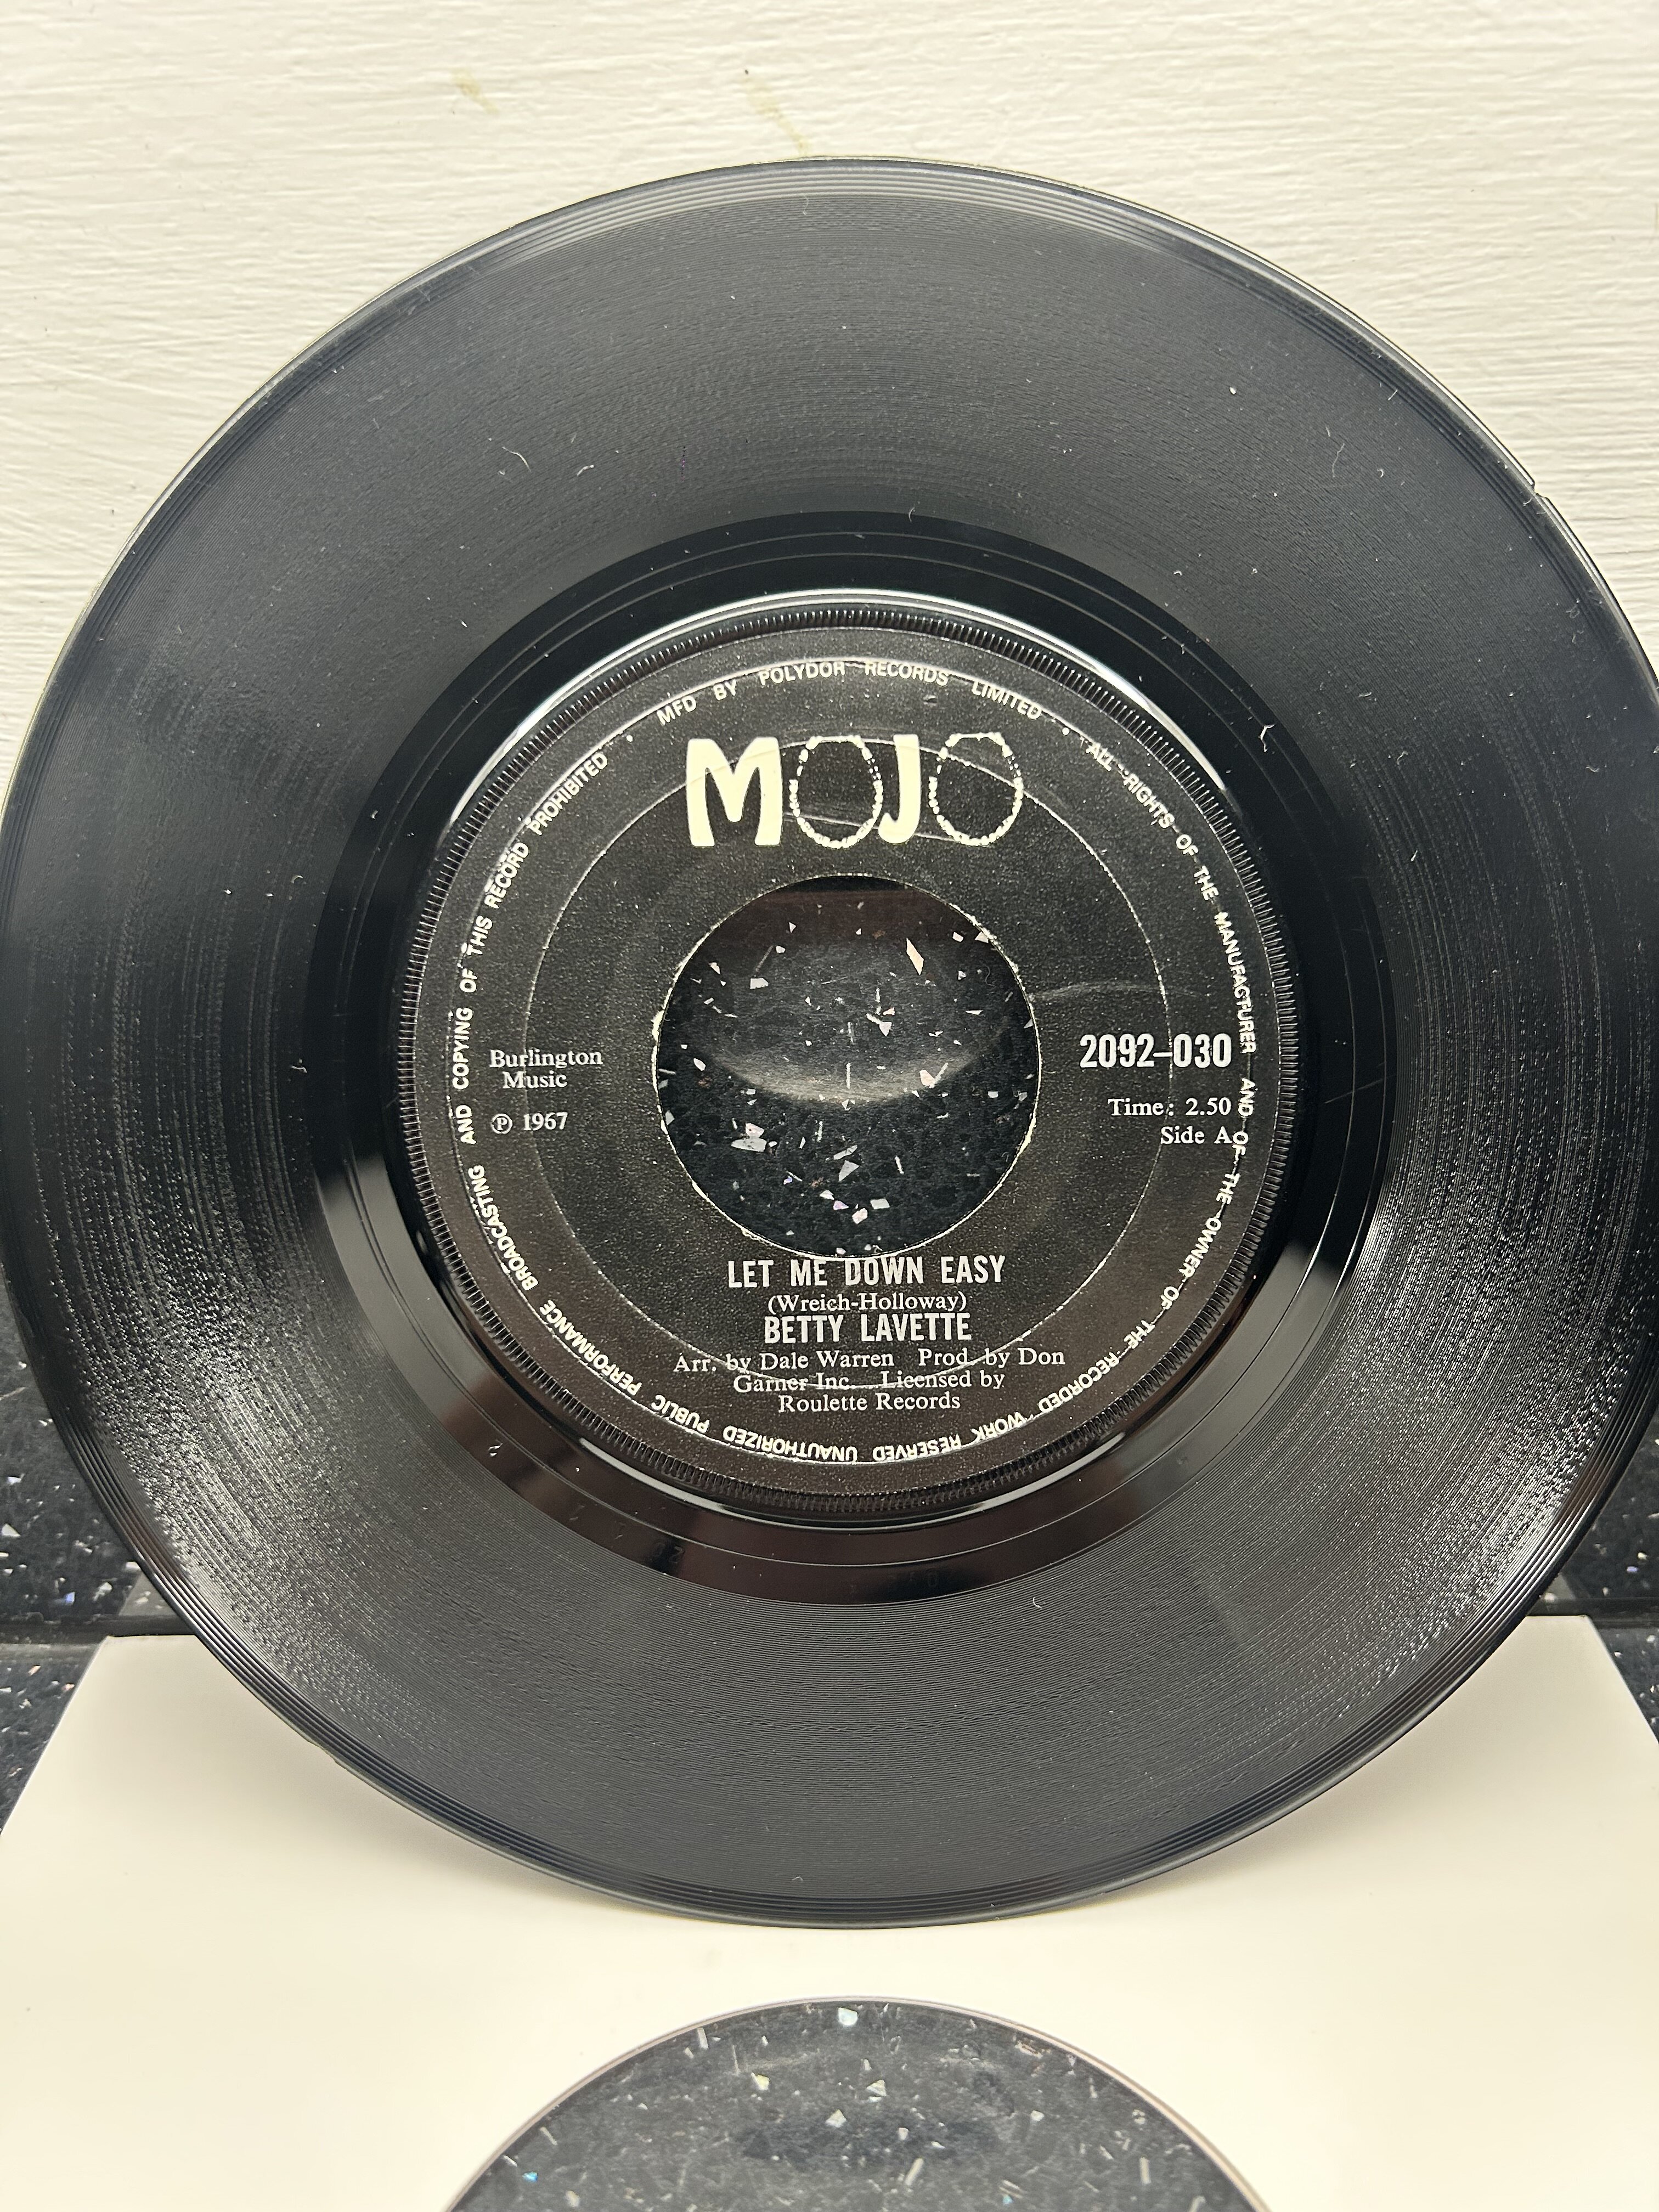 MFD BY POLYDOR RECORDS LIMITED · ALL RIGHTS OF THE MANUFACTURER AND OF THE OWNER OF THE RECORDED WORK RESERVED UNAUTHORIZED PUBLIC PERFORMANCE BROADCASTING AND COPYING OF THIS RECORD PROHIBITED ·
MOJO
Burlington
Music
Ⓟ 1967
2092-030
Time: 2.50
Side A
LET ME DOWN EASY
(Wreich-Holloway)
BETTY LAVETTE
Arr. by Dale Warren Prod. by Don
Garner Inc. Licensed by
Roulette Records